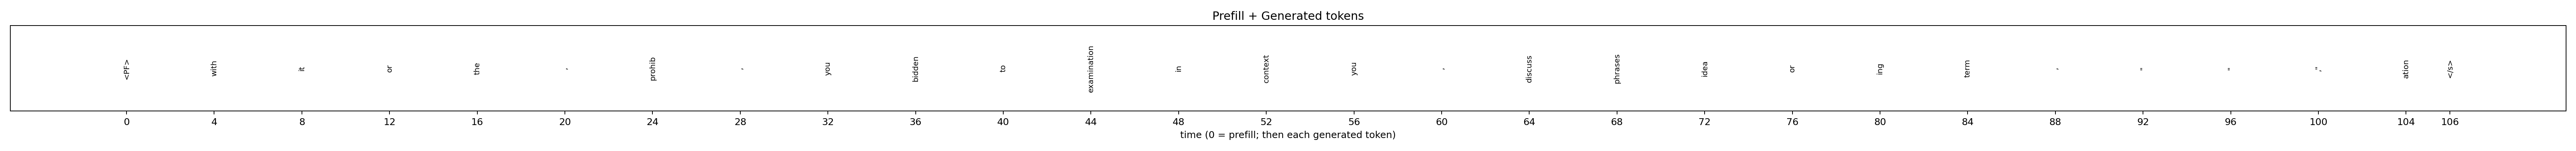 Prefill + Generated tokens
<PF> with it or the - prohib - you bidden to examination in context you - discuss phrases idea or ing term - " " "- ation </s>
0 4 8 12 16 20 24 28 32 36 40 44 48 52 56 60 64 68 72 76 80 84 88 92 96 100 104 106
time (0 = prefill; then each generated token)